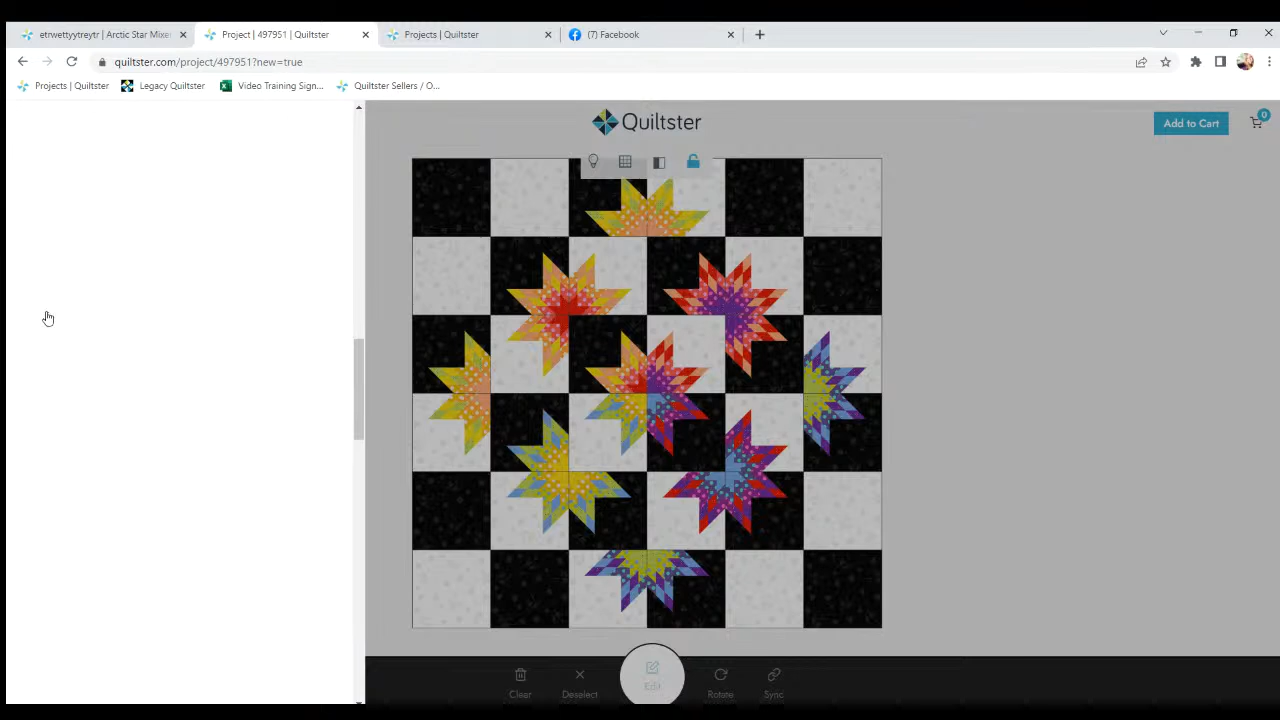 etrwettyytreytr | Arctic Star Mixer
Project | 497951 | Quiltster
Projects | Quiltster
(7) Facebook
quiltster.com/project/497951?new=true
Projects | Quiltster
Legacy Quiltster
Video Training Sign...
Quiltster Sellers / O...
Quiltster
Add to Cart
0
Clear
Deselect
Edit
Rotate
Sync